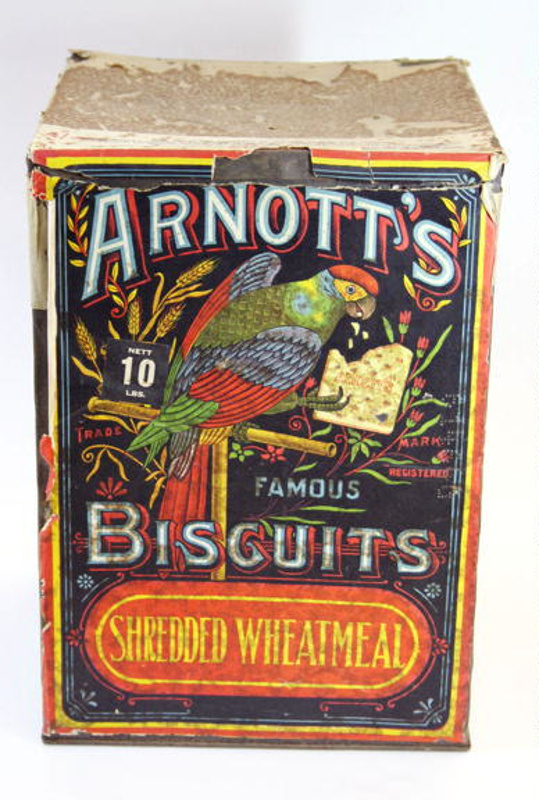 ARNOTT'S
NETT
10
LBS.
TRADE MARK
REGISTERED
FAMOUS
BISCUITS
SHREDDED WHEATMEAL